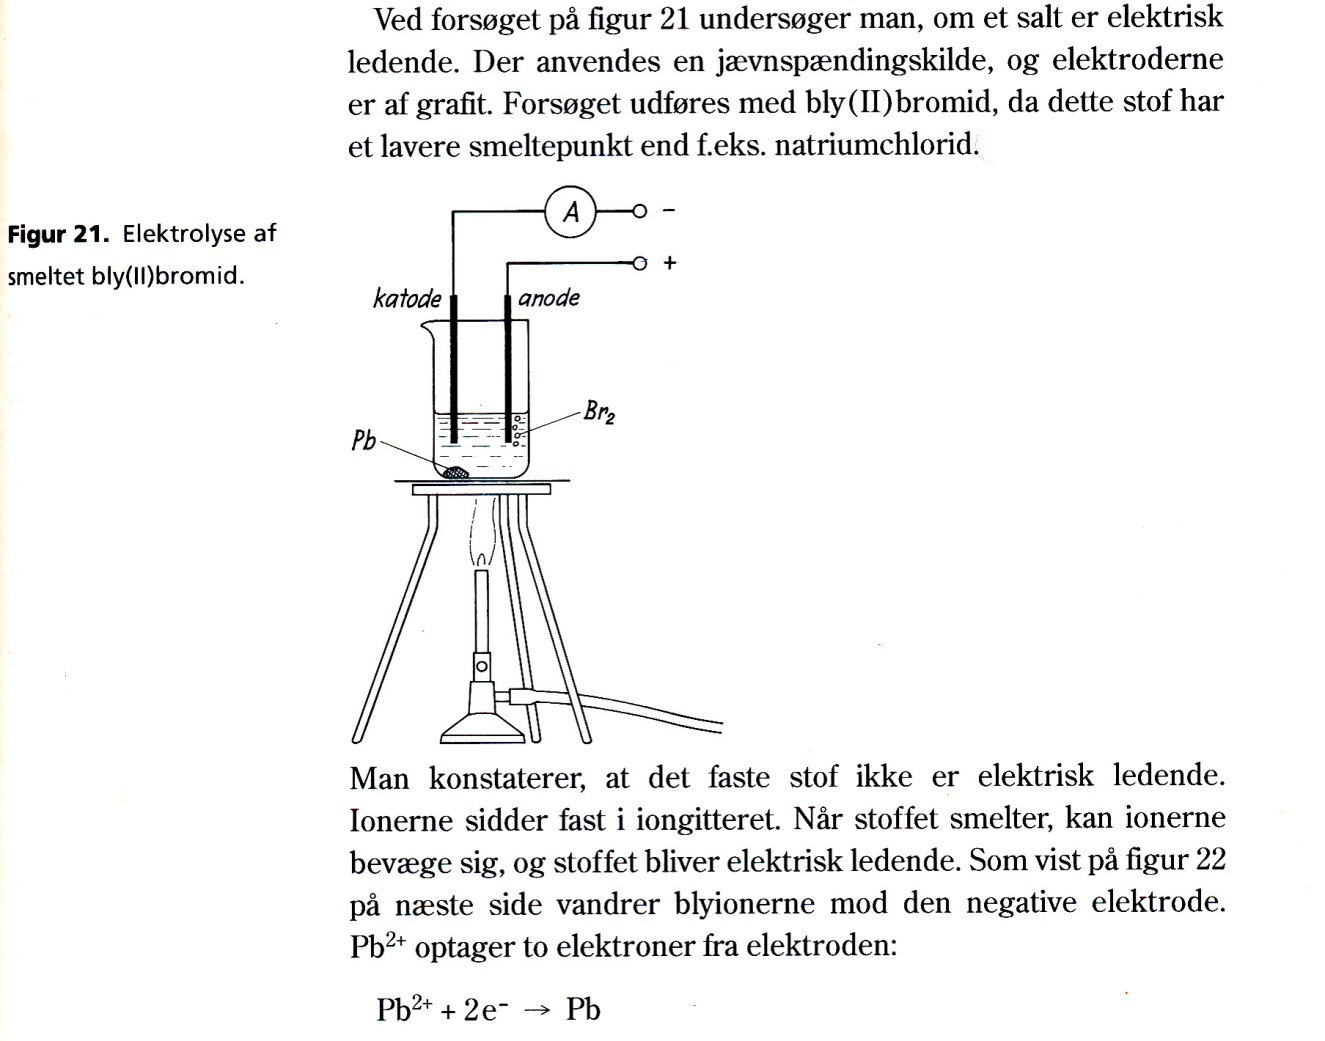 Ved forsøget på figur 21 undersøger man, om et salt er elektrisk
ledende. Der anvendes en jævnspændingskilde, og elektroderne
er af grafit. Forsøget udføres med bly(II)bromid, da dette stof har
et lavere smeltepunkt end f.eks. natriumchlorid.
Figur 21. Elektrolyse af
smeltet bly(II)bromid.
A
−
+
katode
anode
Br₂
Pb
Man konstaterer, at det faste stof ikke er elektrisk ledende.
Ionerne sidder fast i iongitteret. Når stoffet smelter, kan ionerne
bevæge sig, og stoffet bliver elektrisk ledende. Som vist på figur 22
på næste side vandrer blyionerne mod den negative elektrode.
Pb²⁺ optager to elektroner fra elektroden:
Pb²⁺ + 2e⁻ → Pb